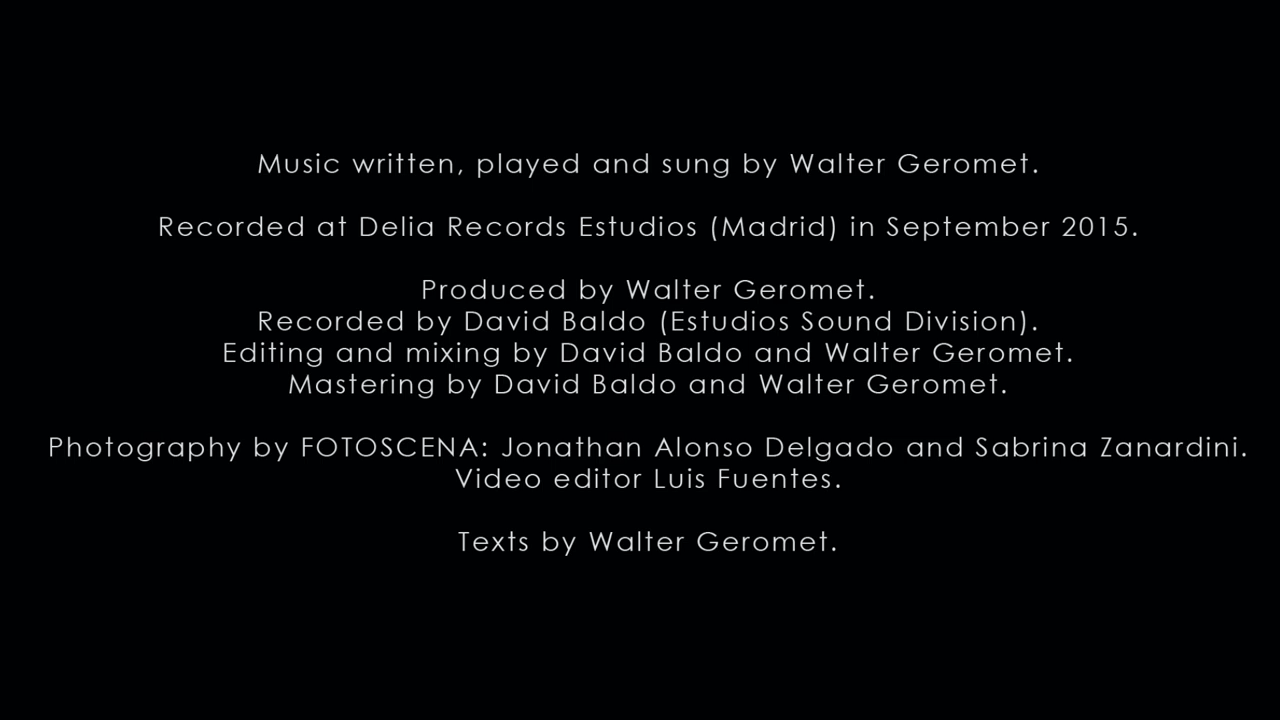 Music written, played and sung by Walter Geromet.
Recorded at Delia Records Estudios (Madrid) in September 2015.
Produced by Walter Geromet.
Recorded by David Baldo (Estudios Sound Division).
Editing and mixing by David Baldo and Walter Geromet.
Mastering by David Baldo and Walter Geromet.
Photography by FOTOSCENA: Jonathan Alonso Delgado and Sabrina Zanardini.
Video editor Luis Fuentes.
Texts by Walter Geromet.